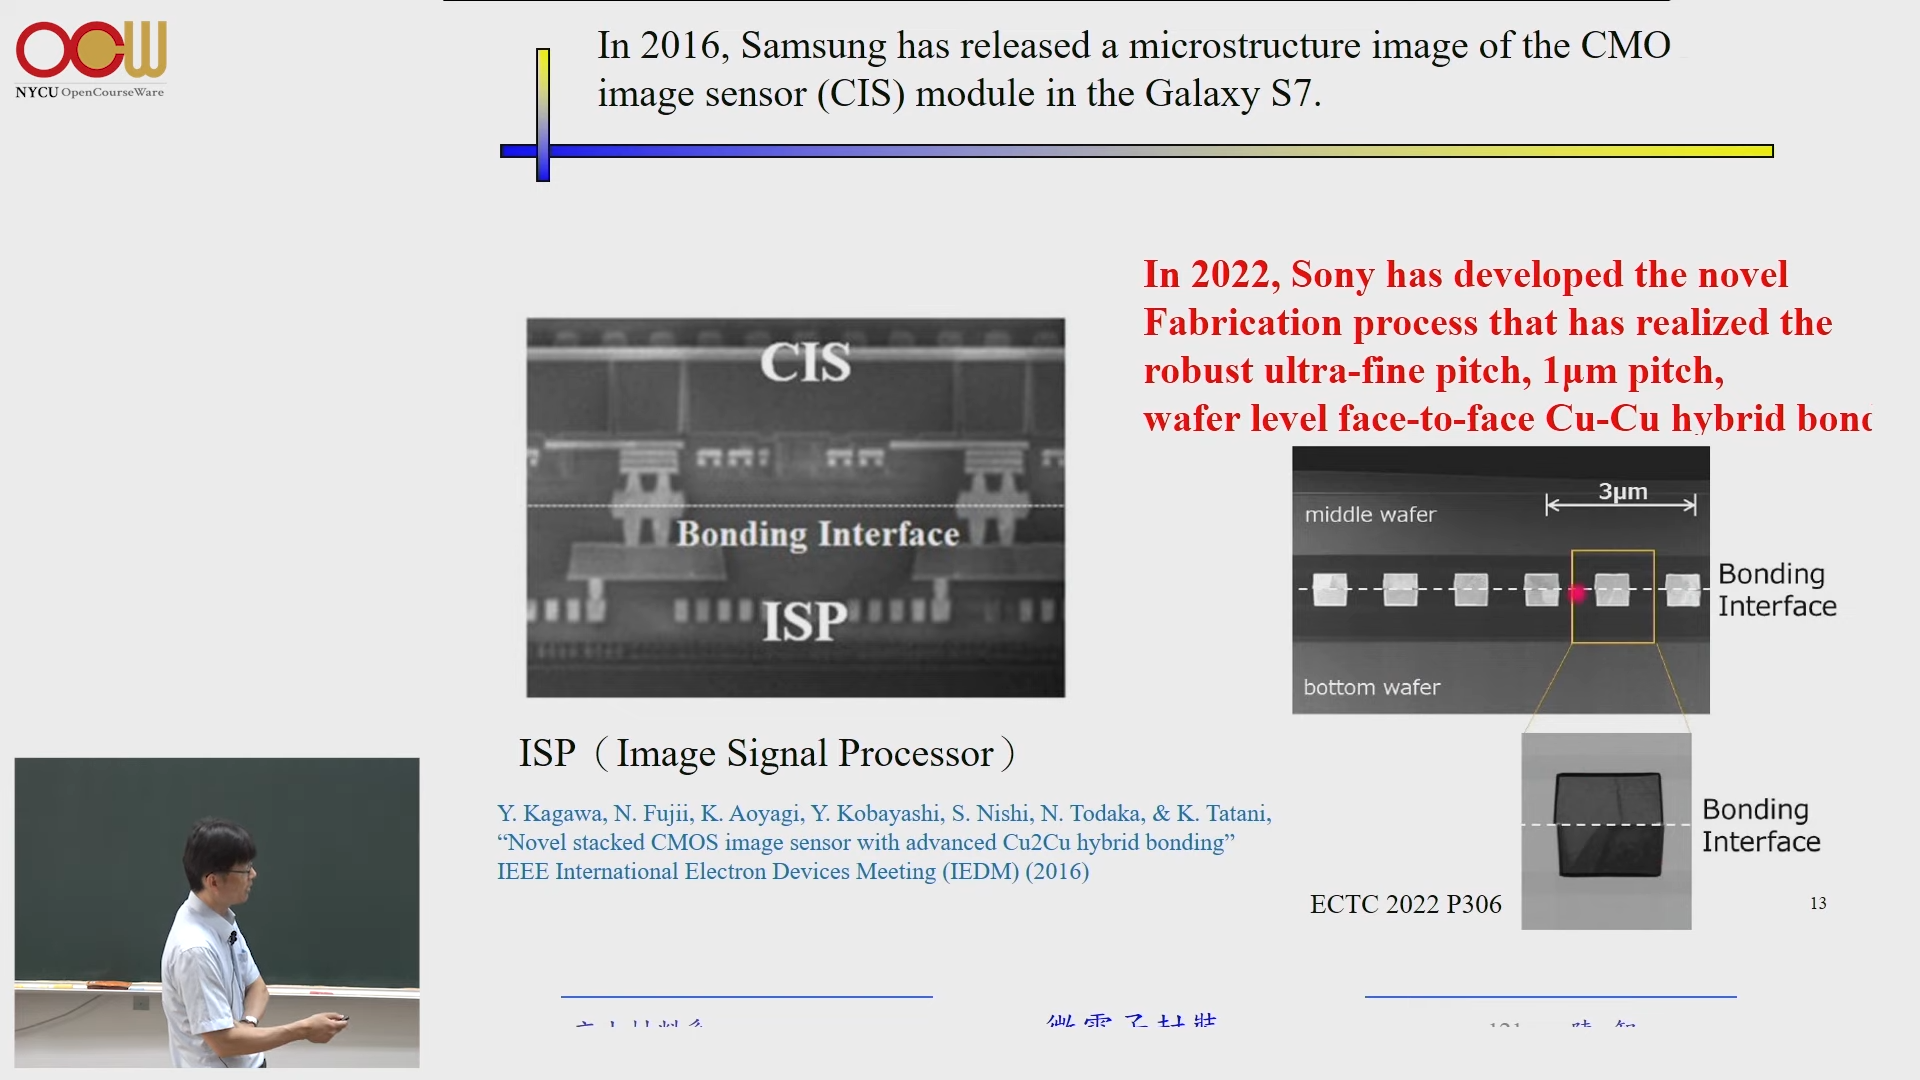 OCW
NYCU OpenCourseWare
In 2016, Samsung has released a microstructure image of the CMO
image sensor (CIS) module in the Galaxy S7.
In 2022, Sony has developed the novel
Fabrication process that has realized the
robust ultra-fine pitch, 1μm pitch,
wafer level face-to-face Cu-Cu hybrid bond
CIS
Bonding Interface
ISP
3μm
middle wafer
Bonding
Interface
bottom wafer
ISP（Image Signal Processor）
Y. Kagawa, N. Fujii, K. Aoyagi, Y. Kobayashi, S. Nishi, N. Todaka, & K. Tatani,
“Novel stacked CMOS image sensor with advanced Cu2Cu hybrid bonding”
IEEE International Electron Devices Meeting (IEDM) (2016)
Bonding
Interface
ECTC 2022 P306
13
微電子封裝